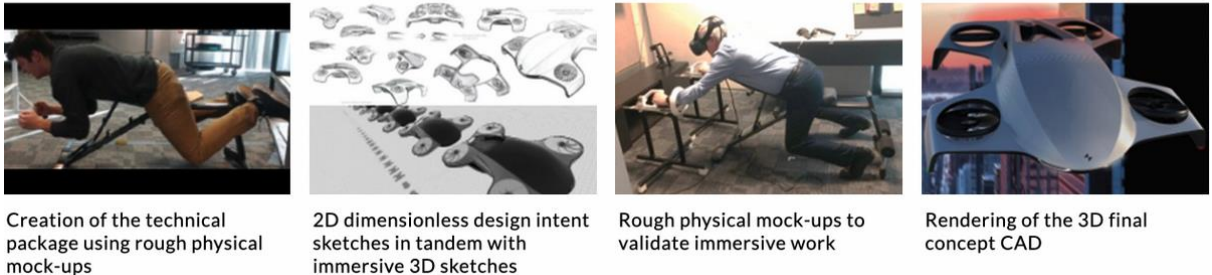 Creation of the technical
package using rough physical
mock-ups
2D dimensionless design intent
sketches in tandem with
immersive 3D sketches
Rough physical mock-ups to
validate immersive work
Rendering of the 3D final
concept CAD